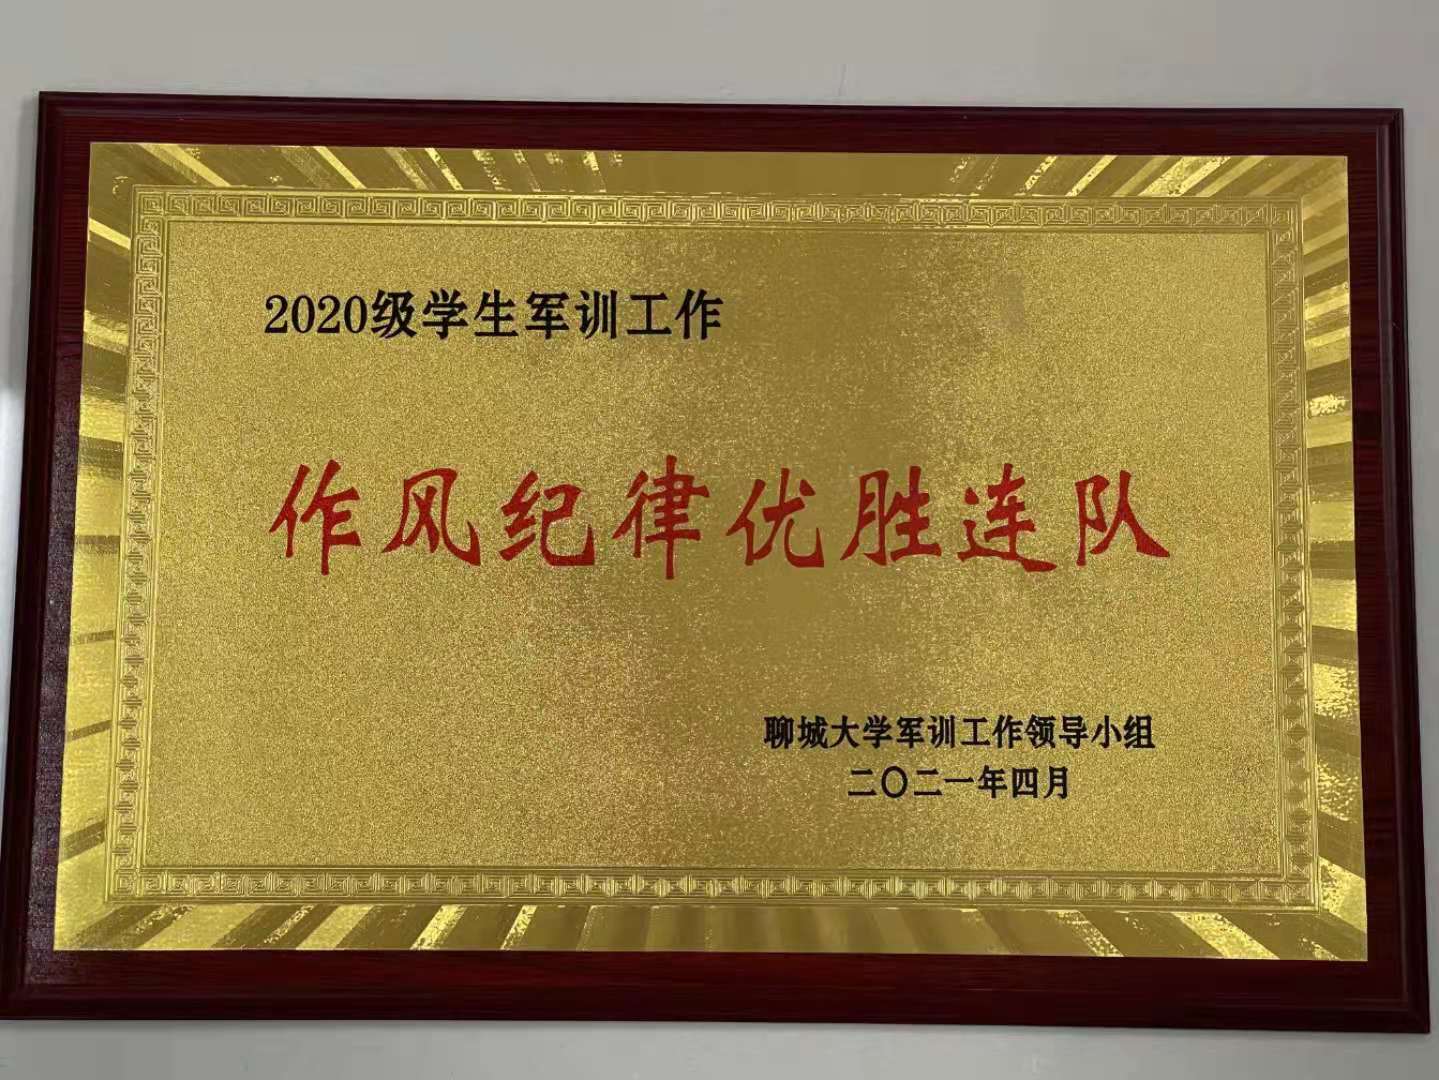 2020级学生军训工作
作风纪律优胜连队
聊城大学军训工作领导小组
二〇二一年四月